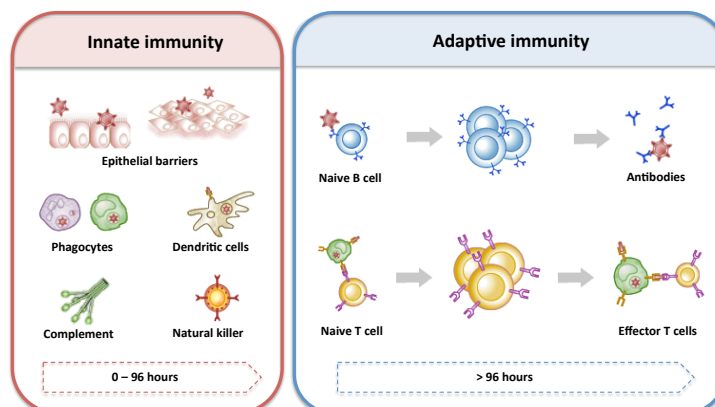 Innate immunity
Adaptive immunity
Epithelial barriers
Naive B cell
Antibodies
Phagocytes
Dendritic cells
Complement
Natural killer
Naive T cell
Effector T cells
0 – 96 hours
> 96 hours